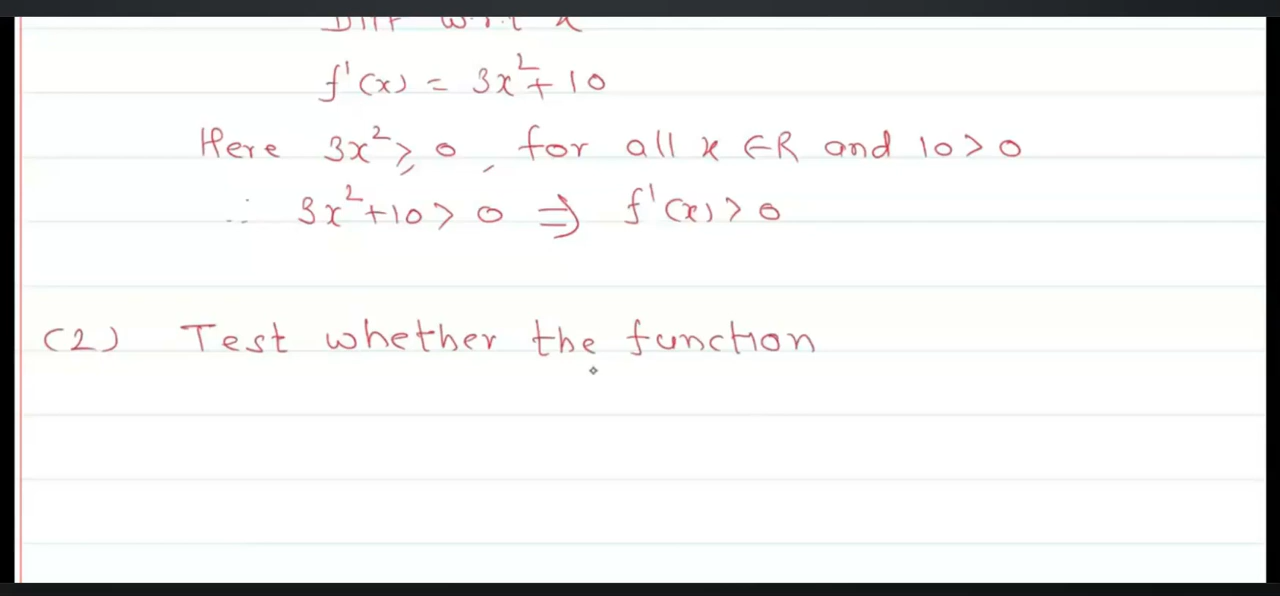 Diff w.r.t x
f'(x) = 3x² + 10
Here 3x² ≥ 0, for all x ∈ R and 10 > 0
∴ 3x² + 10 > 0 ⇒ f'(x) > 0
(2) Test whether the function